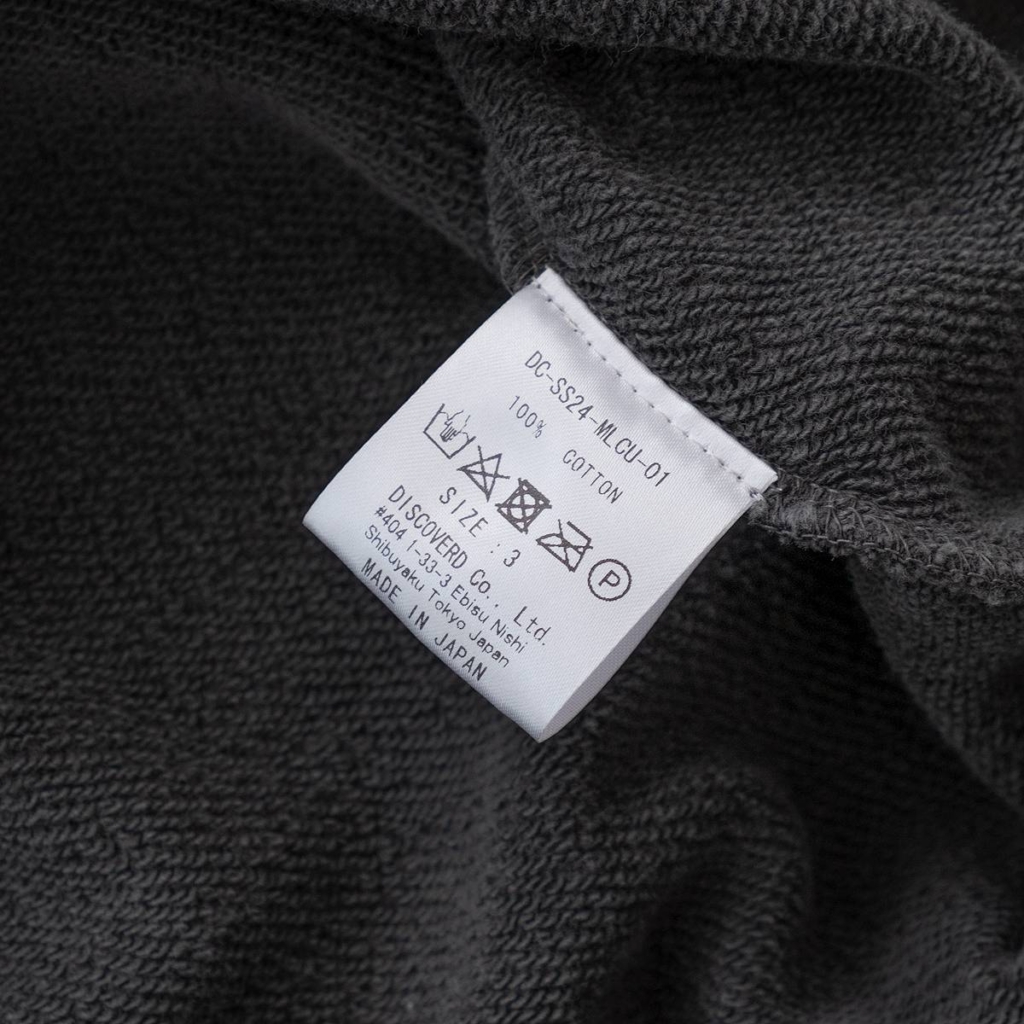 DC-SS24-MLCU-01
100% COTTON
SIZE : 3
P
DISCOVERD Co., Ltd.
#404 1-33-3 Ebisu Nishi
Shibuyaku Tokyo Japan
MADE IN JAPAN